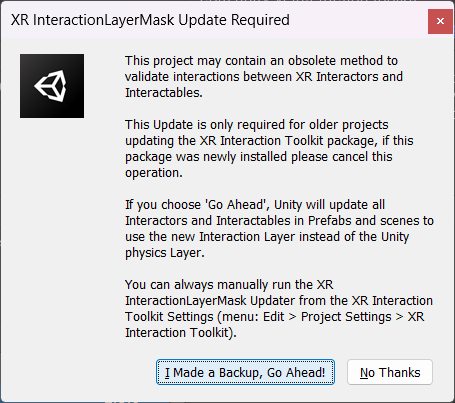 XR InteractionLayerMask Update Required
This project may contain an obsolete method to
validate interactions between XR Interactors and
Interactables.
This Update is only required for older projects
updating the XR Interaction Toolkit package, if this
package was newly installed please cancel this
operation.
If you choose 'Go Ahead', Unity will update all
Interactors and Interactables in Prefabs and scenes to
use the new Interaction Layer instead of the Unity
physics Layer.
You can always manually run the XR
InteractionLayerMask Updater from the XR Interaction
Toolkit Settings (menu: Edit > Project Settings > XR
Interaction Toolkit).
I Made a Backup, Go Ahead!
No Thanks